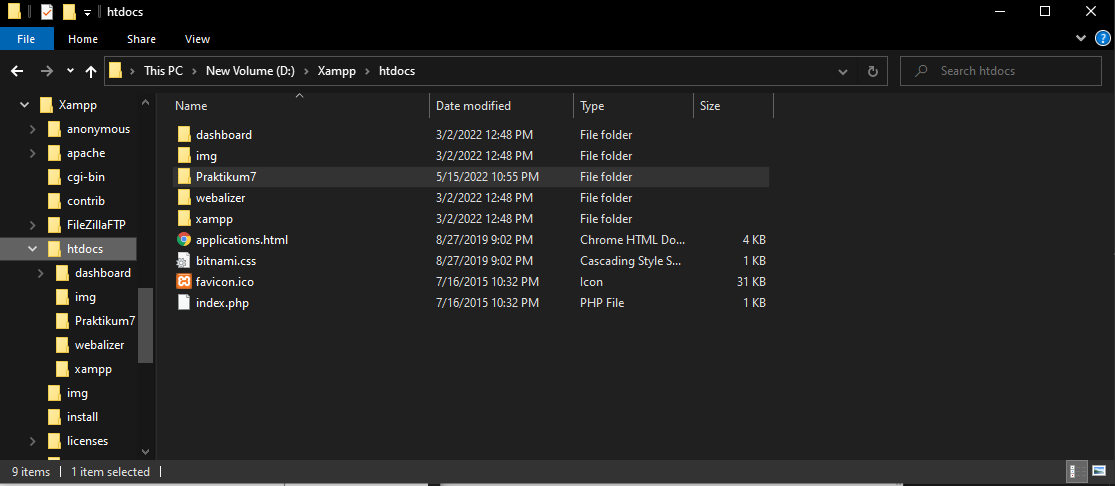 htdocs
File Home Share View
This PC New Volume (D:) Xampp htdocs
Search htdocs
Xampp
anonymous
apache
cgi-bin
contrib
FileZillaFTP
htdocs
dashboard
img
Praktikum7
webalizer
xampp
img
install
licenses
Name Date modified Type Size
dashboard 3/2/2022 12:48 PM File folder
img 3/2/2022 12:48 PM File folder
Praktikum7 5/15/2022 10:55 PM File folder
webalizer 3/2/2022 12:48 PM File folder
xampp 3/2/2022 12:48 PM File folder
applications.html 8/27/2019 9:02 PM Chrome HTML Do... 4 KB
bitnami.css 8/27/2019 9:02 PM Cascading Style S... 1 KB
favicon.ico 7/16/2015 10:32 PM Icon 31 KB
index.php 7/16/2015 10:32 PM PHP File 1 KB
9 items 1 item selected